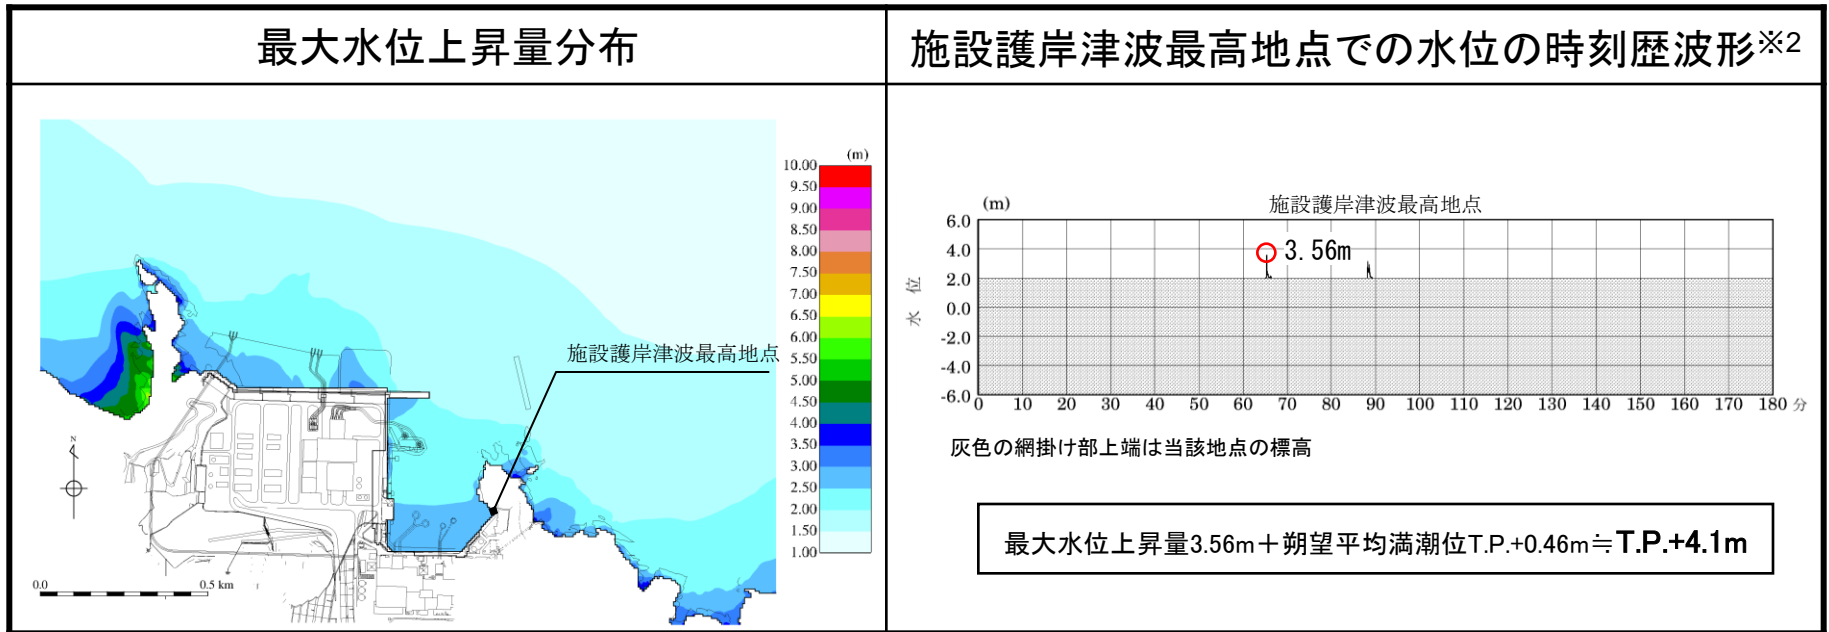 最大水位上昇量分布
施設護岸津波最高地点での水位の時刻歴波形※2
(m)
10.00
9.50
9.00
8.50
8.00
7.50
7.00
6.50
6.00
5.50
5.00
4.50
4.00
3.50
3.00
2.50
2.00
1.50
1.00
施設護岸津波最高地点
N
0.0 0.5 km
(m)
施設護岸津波最高地点
水位
6.0
4.0
2.0
0.0
-2.0
-4.0
-6.0
3.56m
0 10 20 30 40 50 60 70 80 90 100 110 120 130 140 150 160 170 180 分
灰色の網掛け部上端は当該地点の標高
最大水位上昇量3.56m＋朔望平均満潮位T.P.+0.46m≒T.P.+4.1m